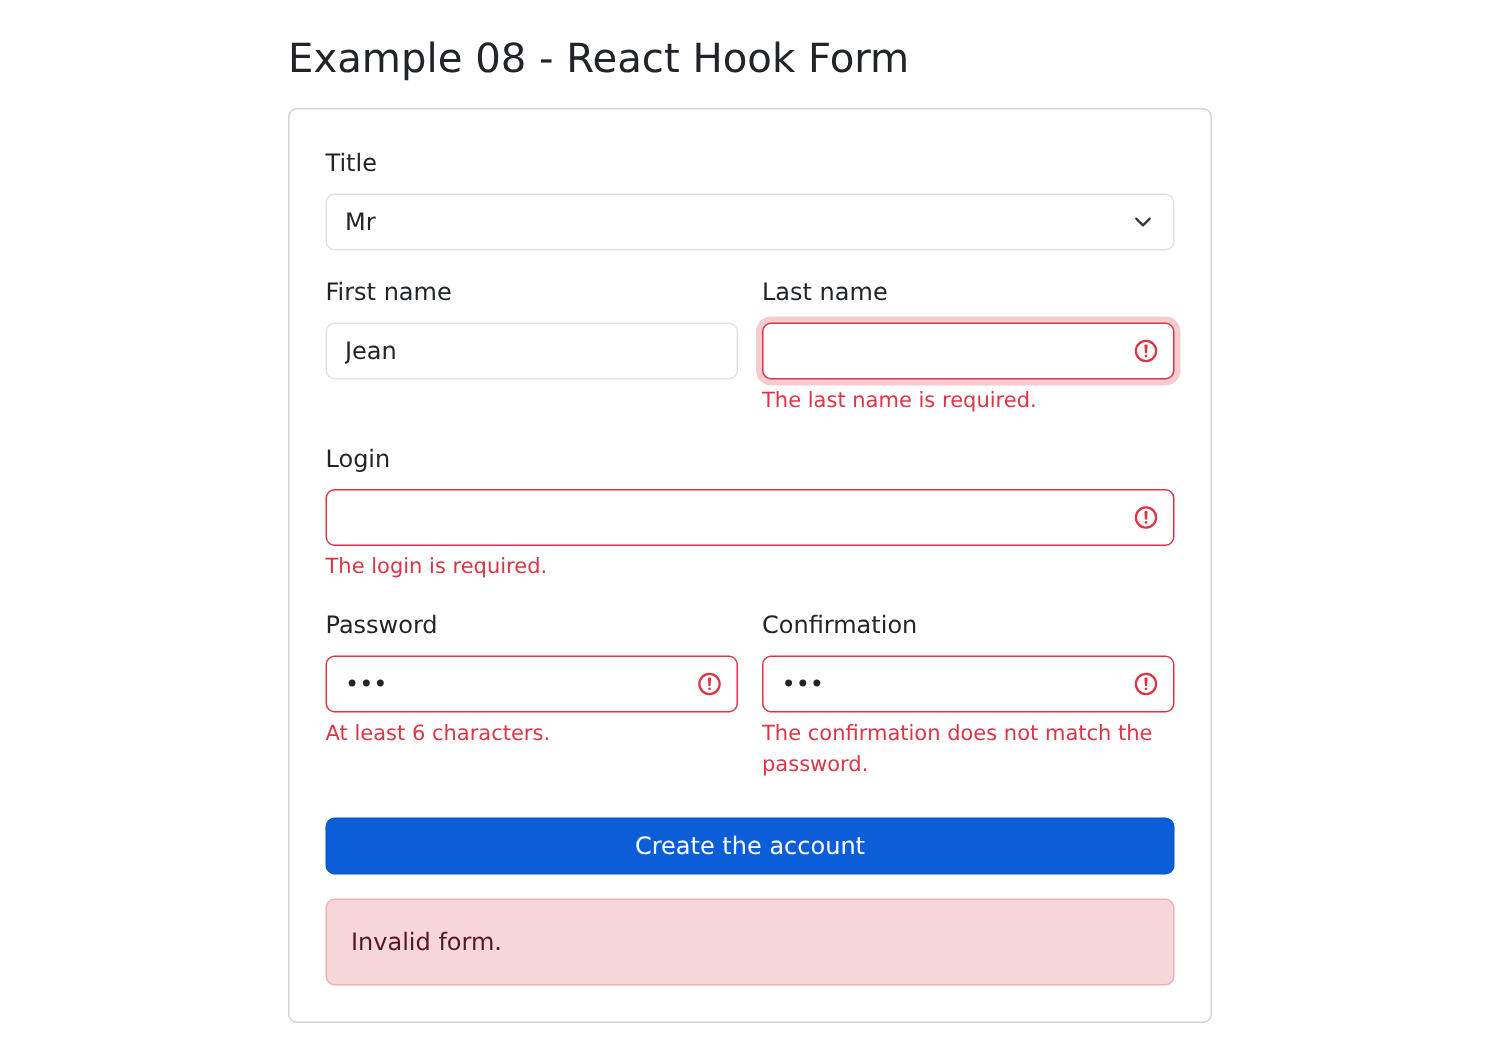 Example 08 - React Hook Form
Title
Mr
First name
Last name
Jean
The last name is required.
Login
The login is required.
Password
Confirmation
•••
•••
At least 6 characters.
The confirmation does not match the
password.
Create the account
Invalid form.